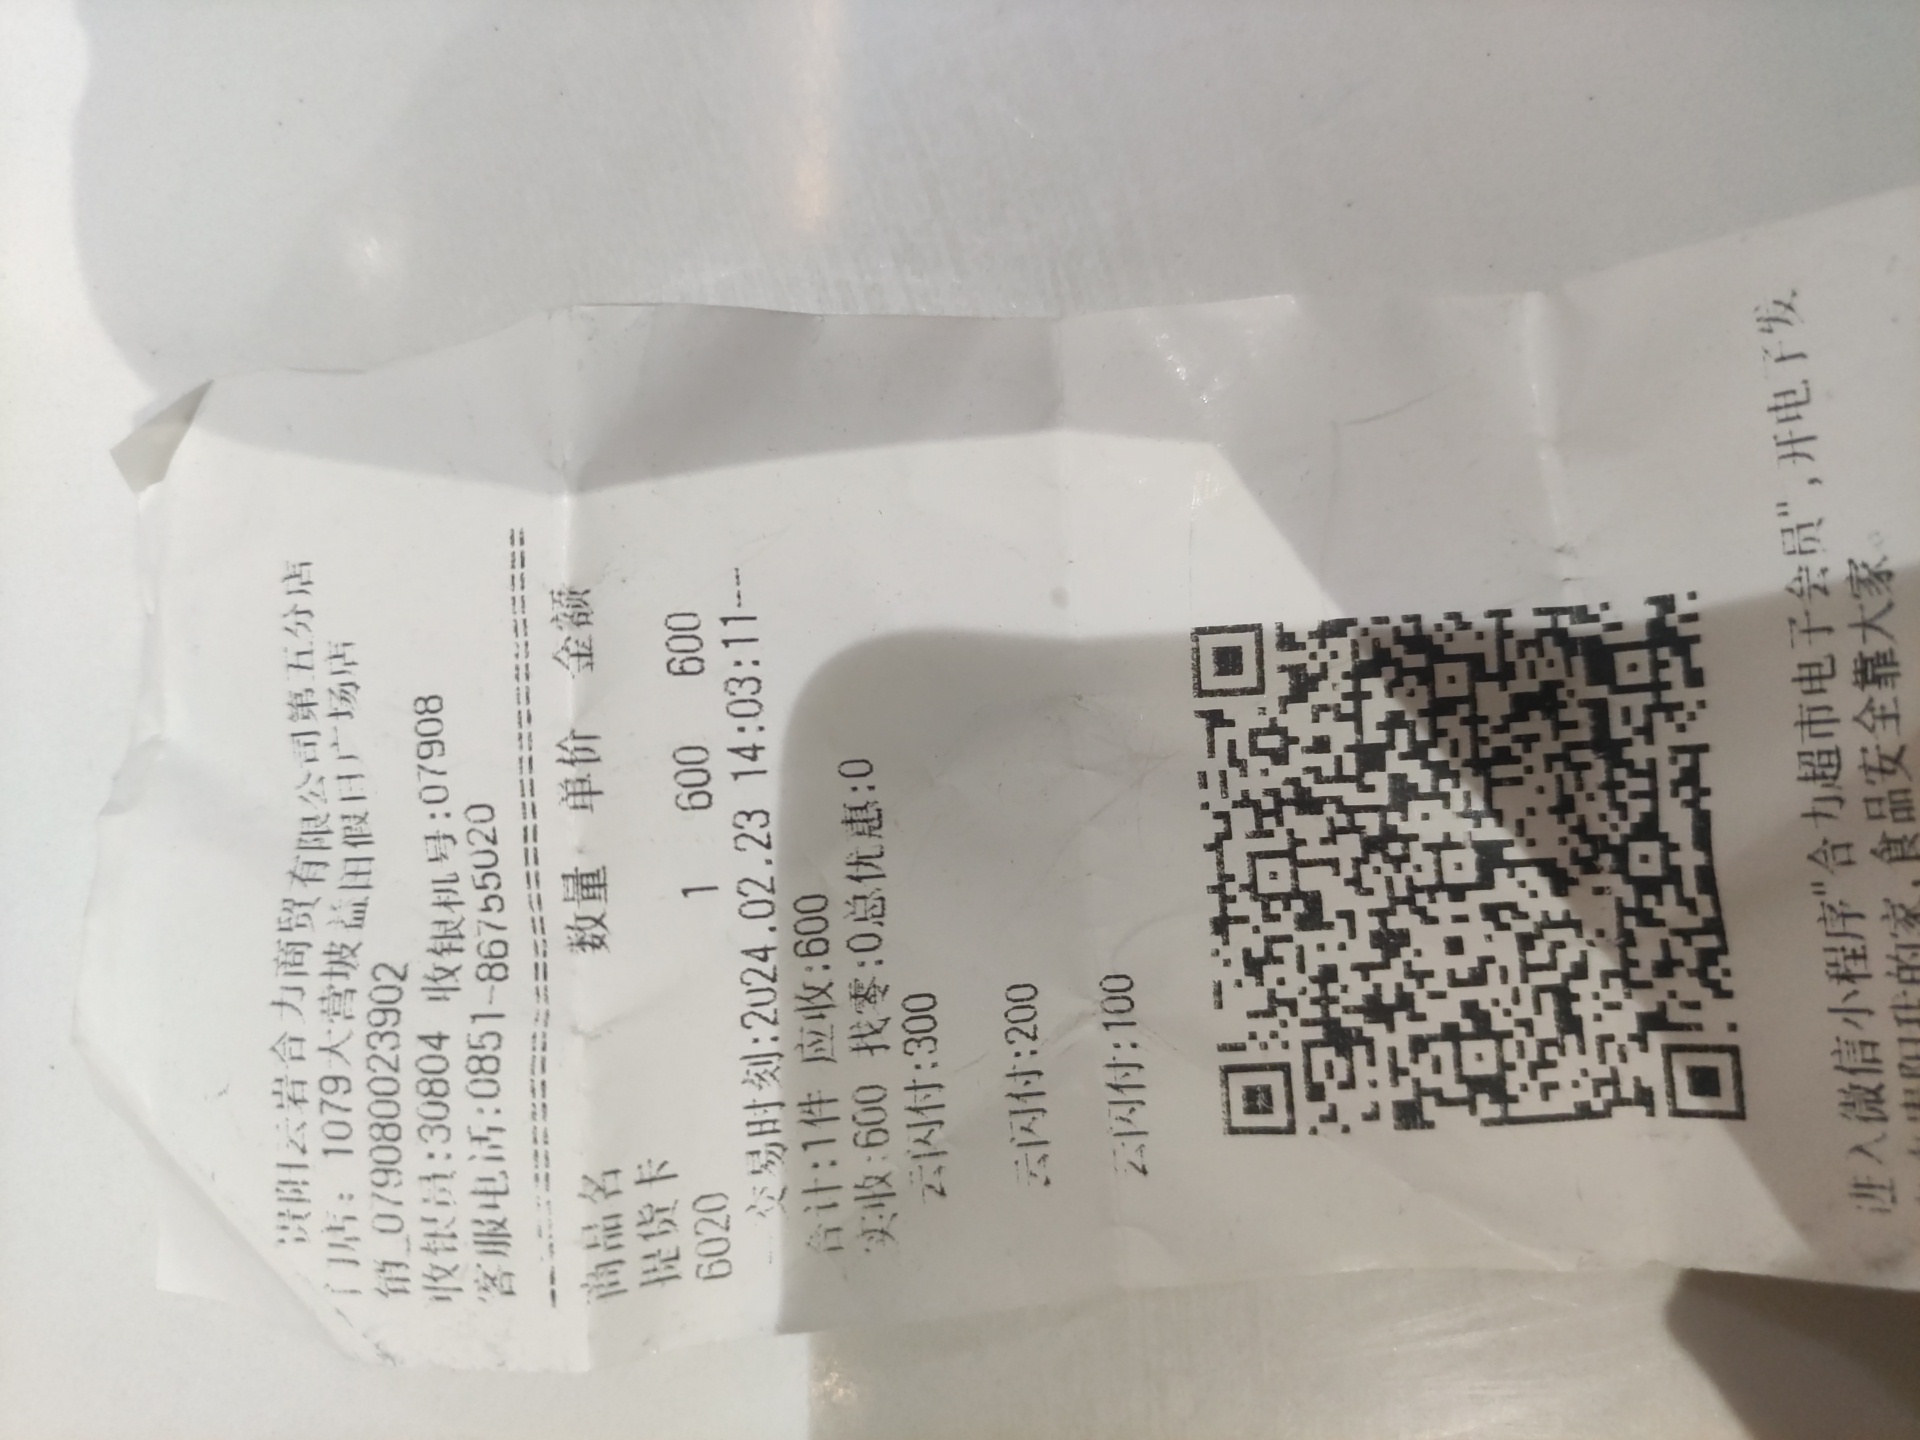 贵阳云岩合力商贸有限公司第五分店
门店: 1079大营坡益田假日广场店
销_0790800023902
收银员:30804 收银机号:07908
客服电话:0851-86755020
商品名 数量 单价 金额
提货卡
6020 1 600 600
交易时刻:2024.02.23 14:03:11---
合计:1件 应收:600
实收:600 找零:0总优惠:0
云闪付:300
云闪付:200
云闪付:100
进入微信小程序"合力超市电子会员",开电子发
贵阳我的家,食品安全靠大家。